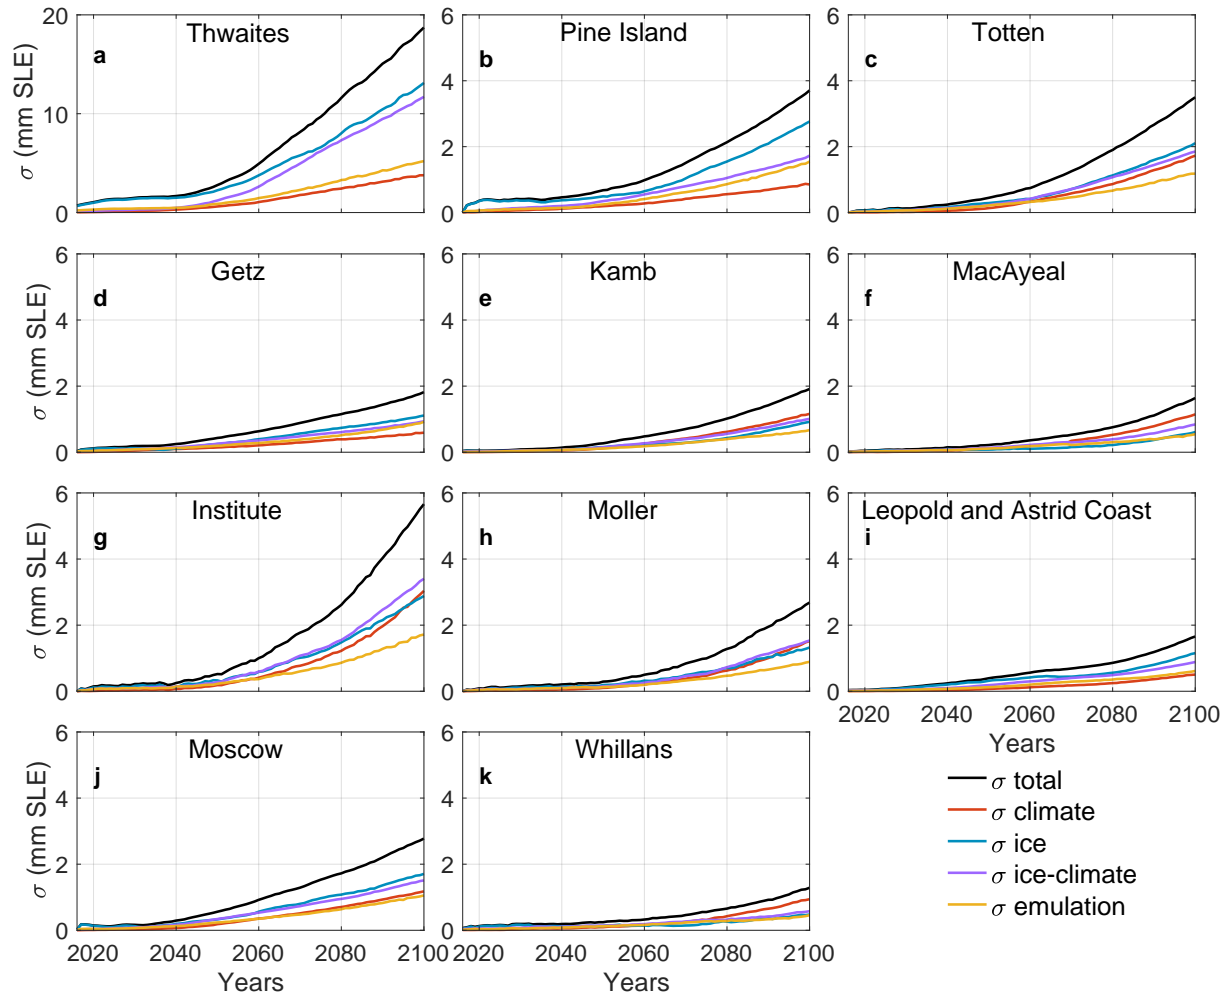 Thwaites
a
20
10
0
σ (mm SLE)
Pine Island
b
6
4
2
0
Totten
c
6
4
2
0
Getz
d
6
4
2
0
σ (mm SLE)
Kamb
e
6
4
2
0
MacAyeal
f
6
4
2
0
Institute
g
6
4
2
0
σ (mm SLE)
Moller
h
6
4
2
0
Leopold and Astrid Coast
i
6
4
2
0
2020 2040 2060 2080 2100
Years
Moscow
j
6
4
2
0
σ (mm SLE)
2020 2040 2060 2080 2100
Years
Whillans
k
6
4
2
0
2020 2040 2060 2080 2100
Years
σ total
σ climate
σ ice
σ ice-climate
σ emulation